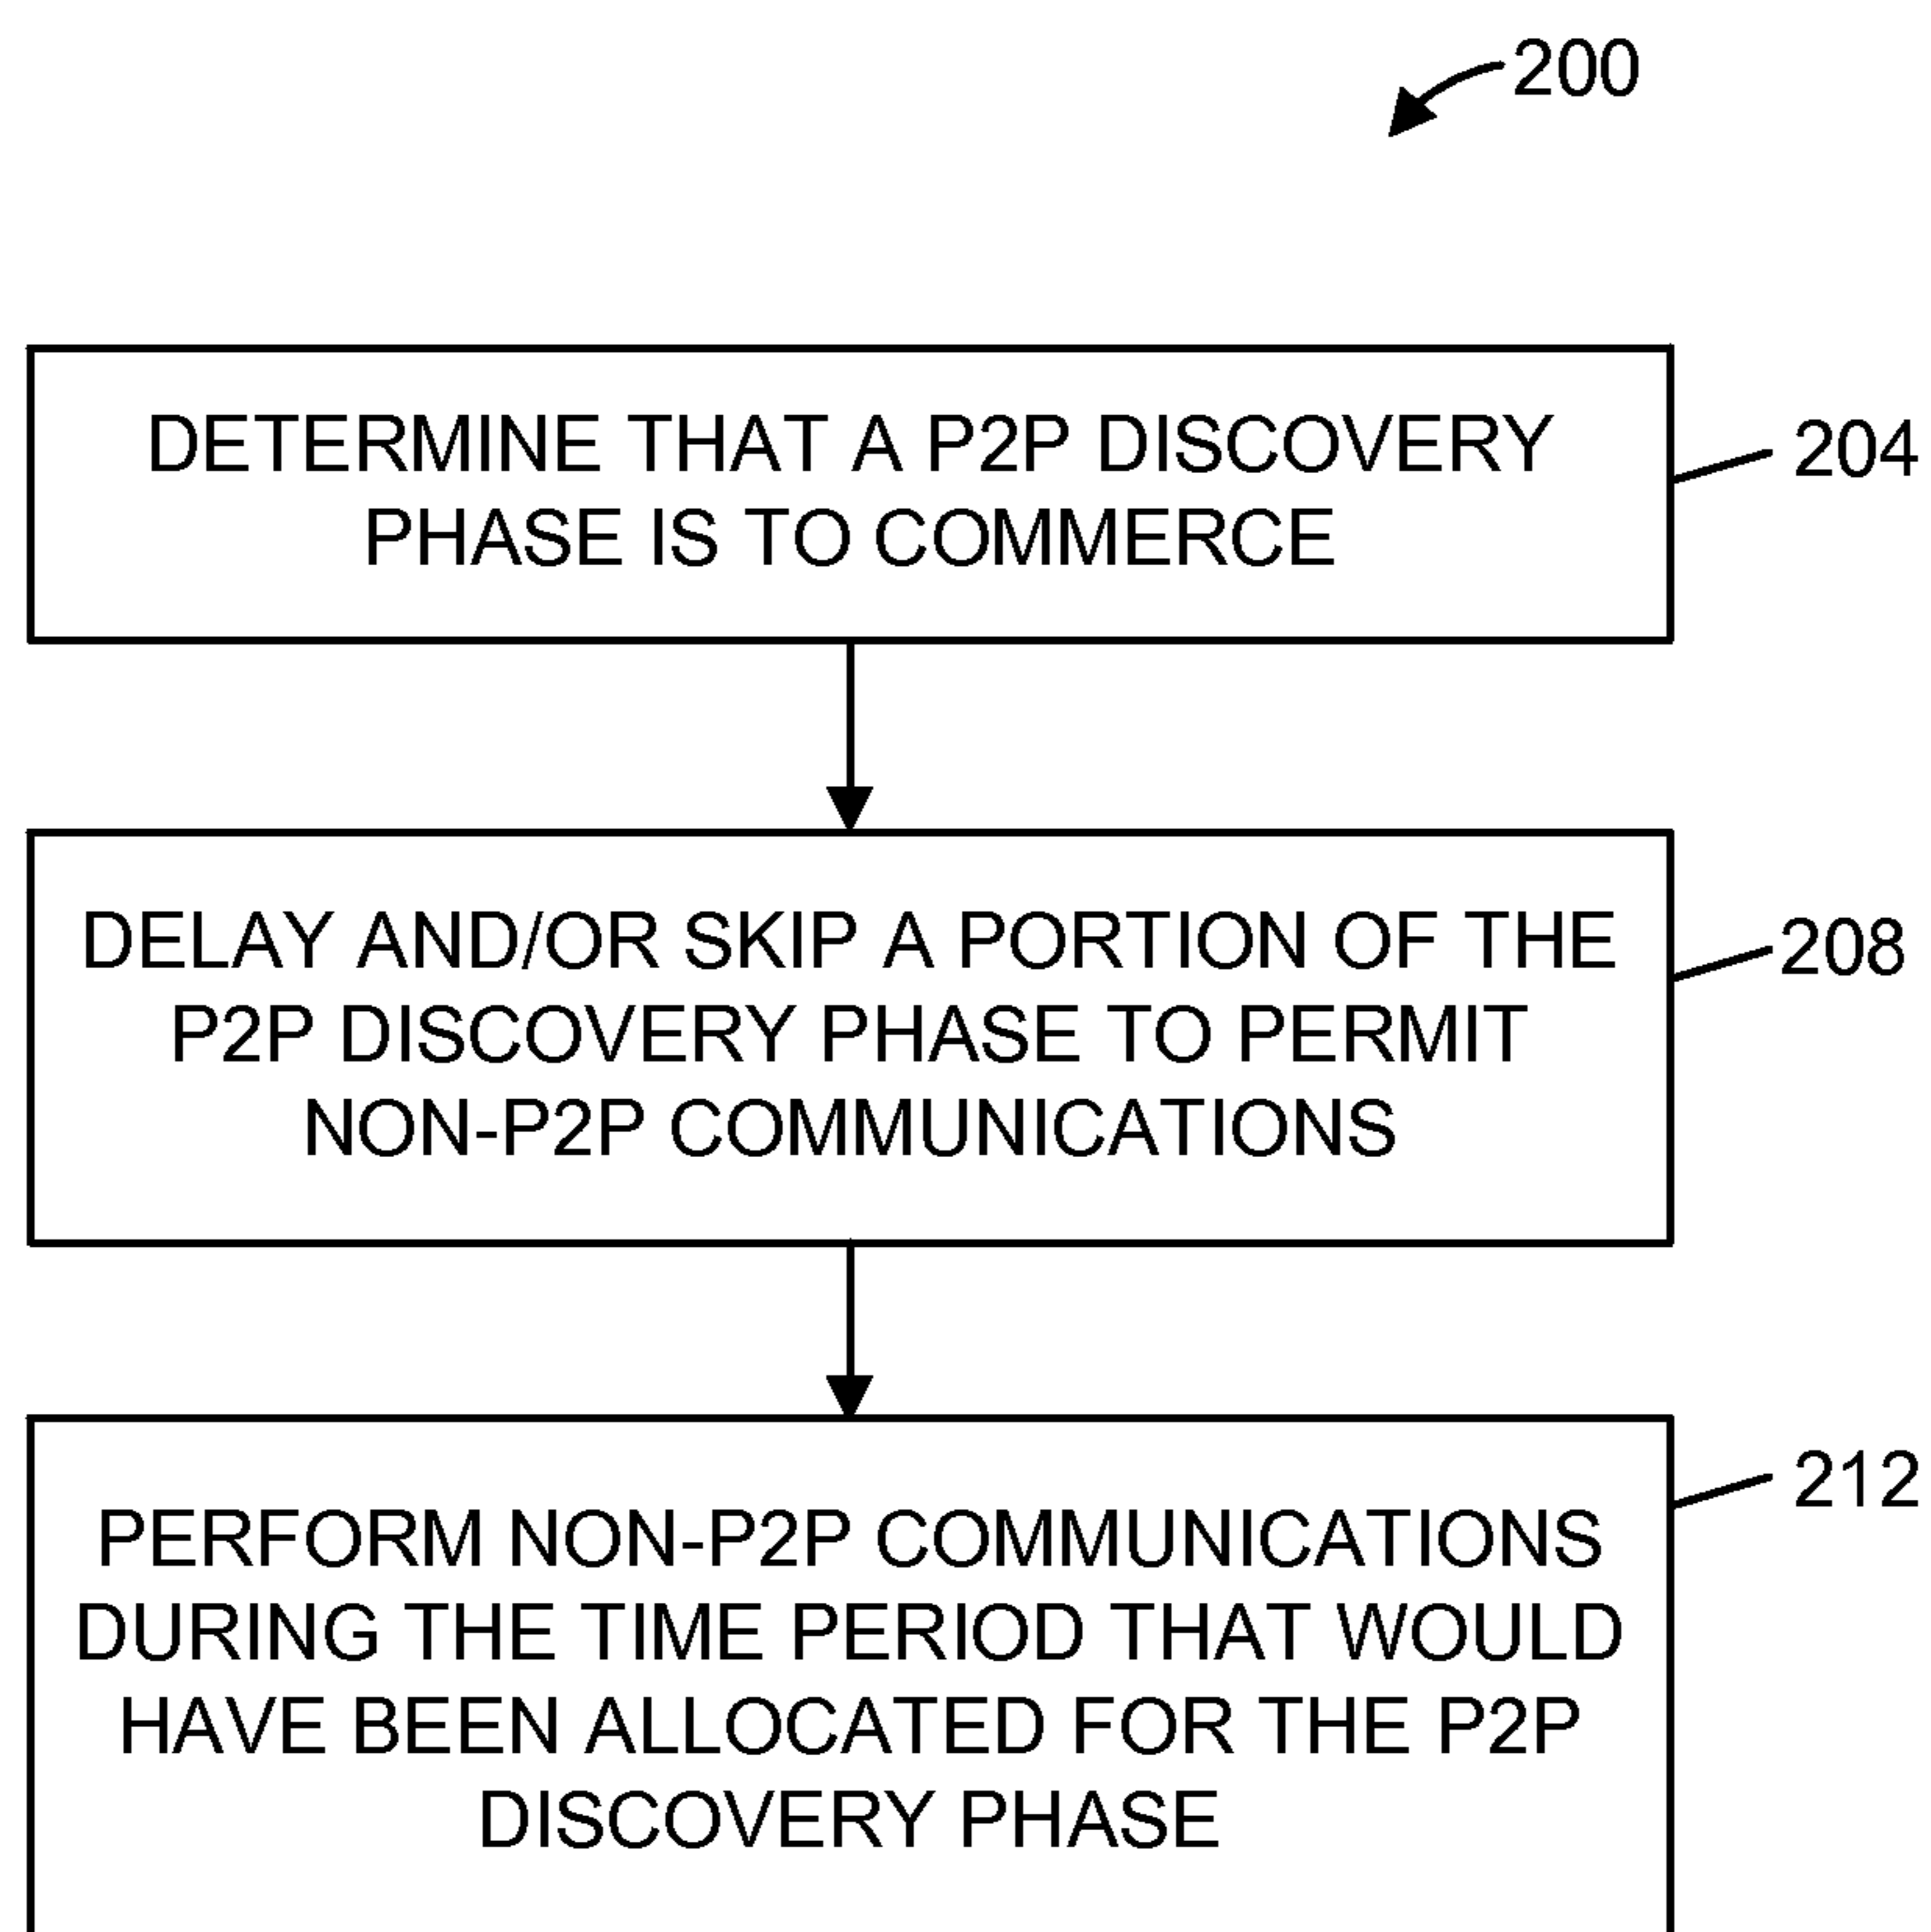 200
DETERMINE THAT A P2P DISCOVERY
PHASE IS TO COMMERCE
204
DELAY AND/OR SKIP A PORTION OF THE
P2P DISCOVERY PHASE TO PERMIT
NON-P2P COMMUNICATIONS
208
PERFORM NON-P2P COMMUNICATIONS
DURING THE TIME PERIOD THAT WOULD
HAVE BEEN ALLOCATED FOR THE P2P
DISCOVERY PHASE
212